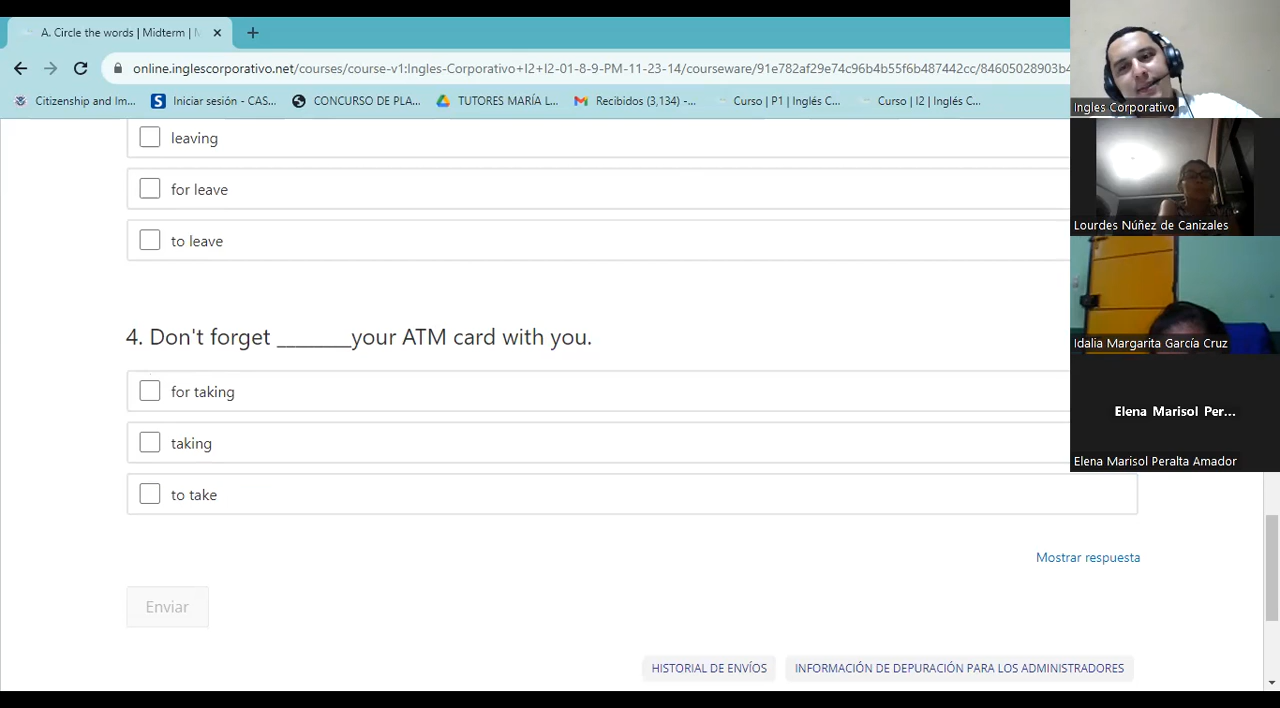 A. Circle the words | Midterm |
online.inglescorporativo.net/courses/course-v1:Ingles-Corporativo+I2+I2-01-8-9-PM-11-23-14/courseware/91e782af29e74c96b4b55f6b487442cc/84605028903b4
Citizenship and Im... Iniciar sesión - CAS... CONCURSO DE PLA... TUTORES MARÍA L... Recibidos (3,134) -... Curso | P1 | Inglés C... Curso | I2 | Inglés C...
Ingles Corporativo
leaving
for leave
Lourdes Núñez de Canizales
to leave
4. Don't forget ________your ATM card with you.
Idalia Margarita García Cruz
for taking
Elena Marisol Per...
taking
Elena Marisol Peralta Amador
to take
Mostrar respuesta
Enviar
HISTORIAL DE ENVÍOS INFORMACIÓN DE DEPURACIÓN PARA LOS ADMINISTRADORES